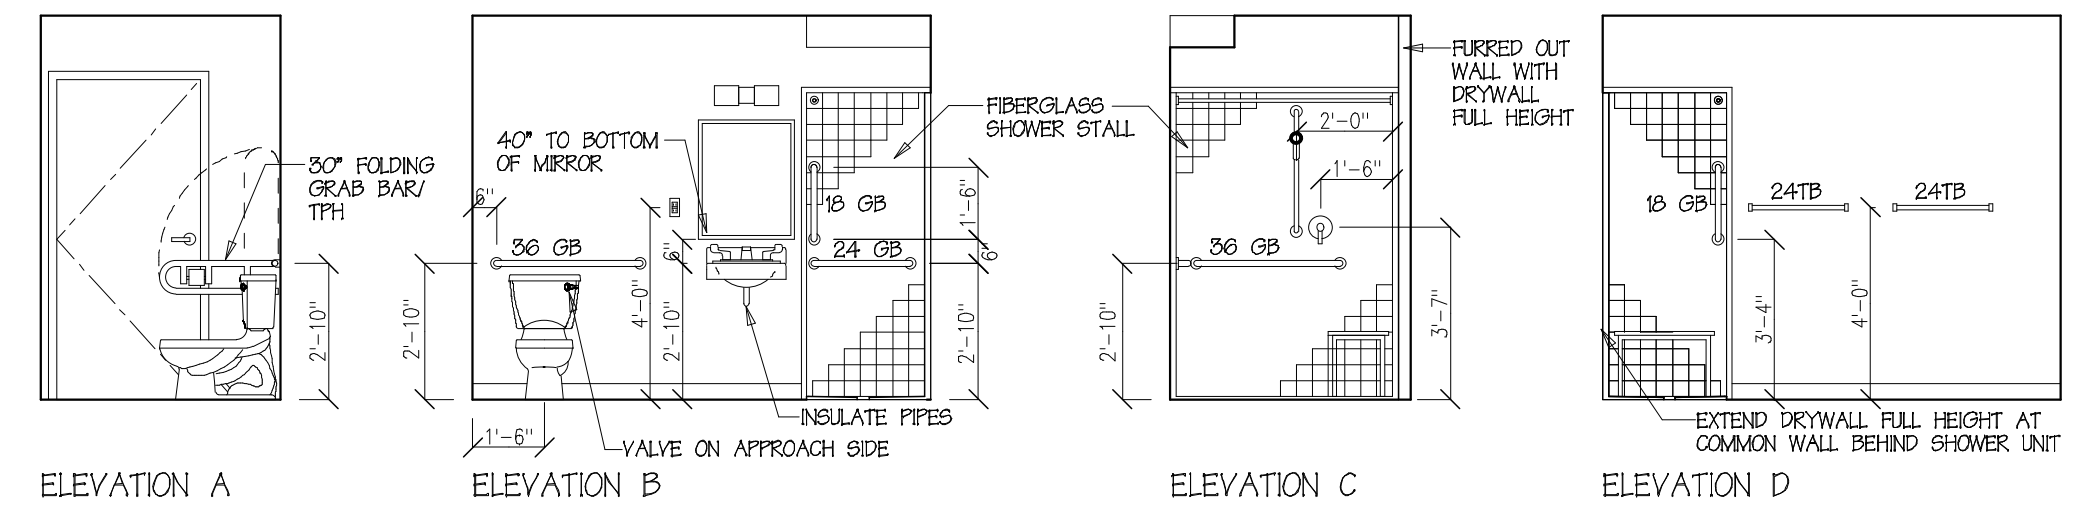 30" FOLDING
GRAB BAR/
TPH
2'-10"
ELEVATION A
40" TO BOTTOM
OF MIRROR
6"
36 GB
2'-10"
1'-6"
4'-0"
6"
2'-10"
18 GB
24 GB
1'-6"
6"
2'-10"
INSULATE PIPES
VALVE ON APPROACH SIDE
ELEVATION B
FIBERGLASS
SHOWER STALL
FURRED OUT
WALL WITH
DRYWALL
FULL HEIGHT
2'-0"
1'-6"
36 GB
2'-10"
3'-7"
ELEVATION C
18 GB
24TB
24TB
3'-4"
4'-0"
EXTEND DRYWALL FULL HEIGHT AT
COMMON WALL BEHIND SHOWER UNIT
ELEVATION D